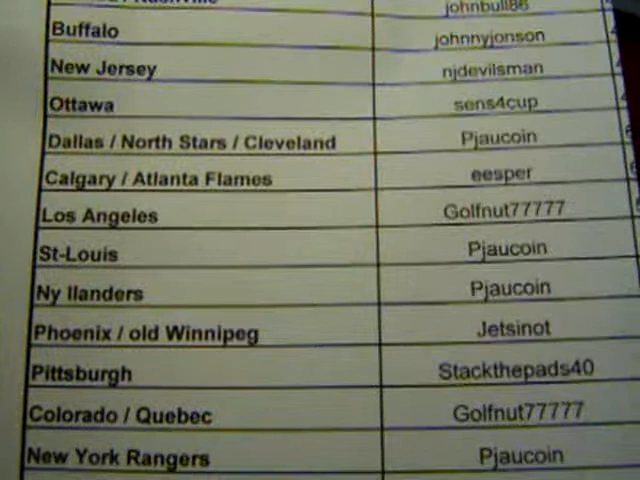 Nashville johnbull86
Buffalo johnnyjonson
New Jersey njdevilsman
Ottawa sens4cup
Dallas / North Stars / Cleveland Pjaucoin
Calgary / Atlanta Flames eesper
Los Angeles Golfnut77777
St-Louis Pjaucoin
Ny Ilanders Pjaucoin
Phoenix / old Winnipeg Jetsinot
Pittsburgh Stackthepads40
Colorado / Quebec Golfnut77777
New York Rangers Pjaucoin